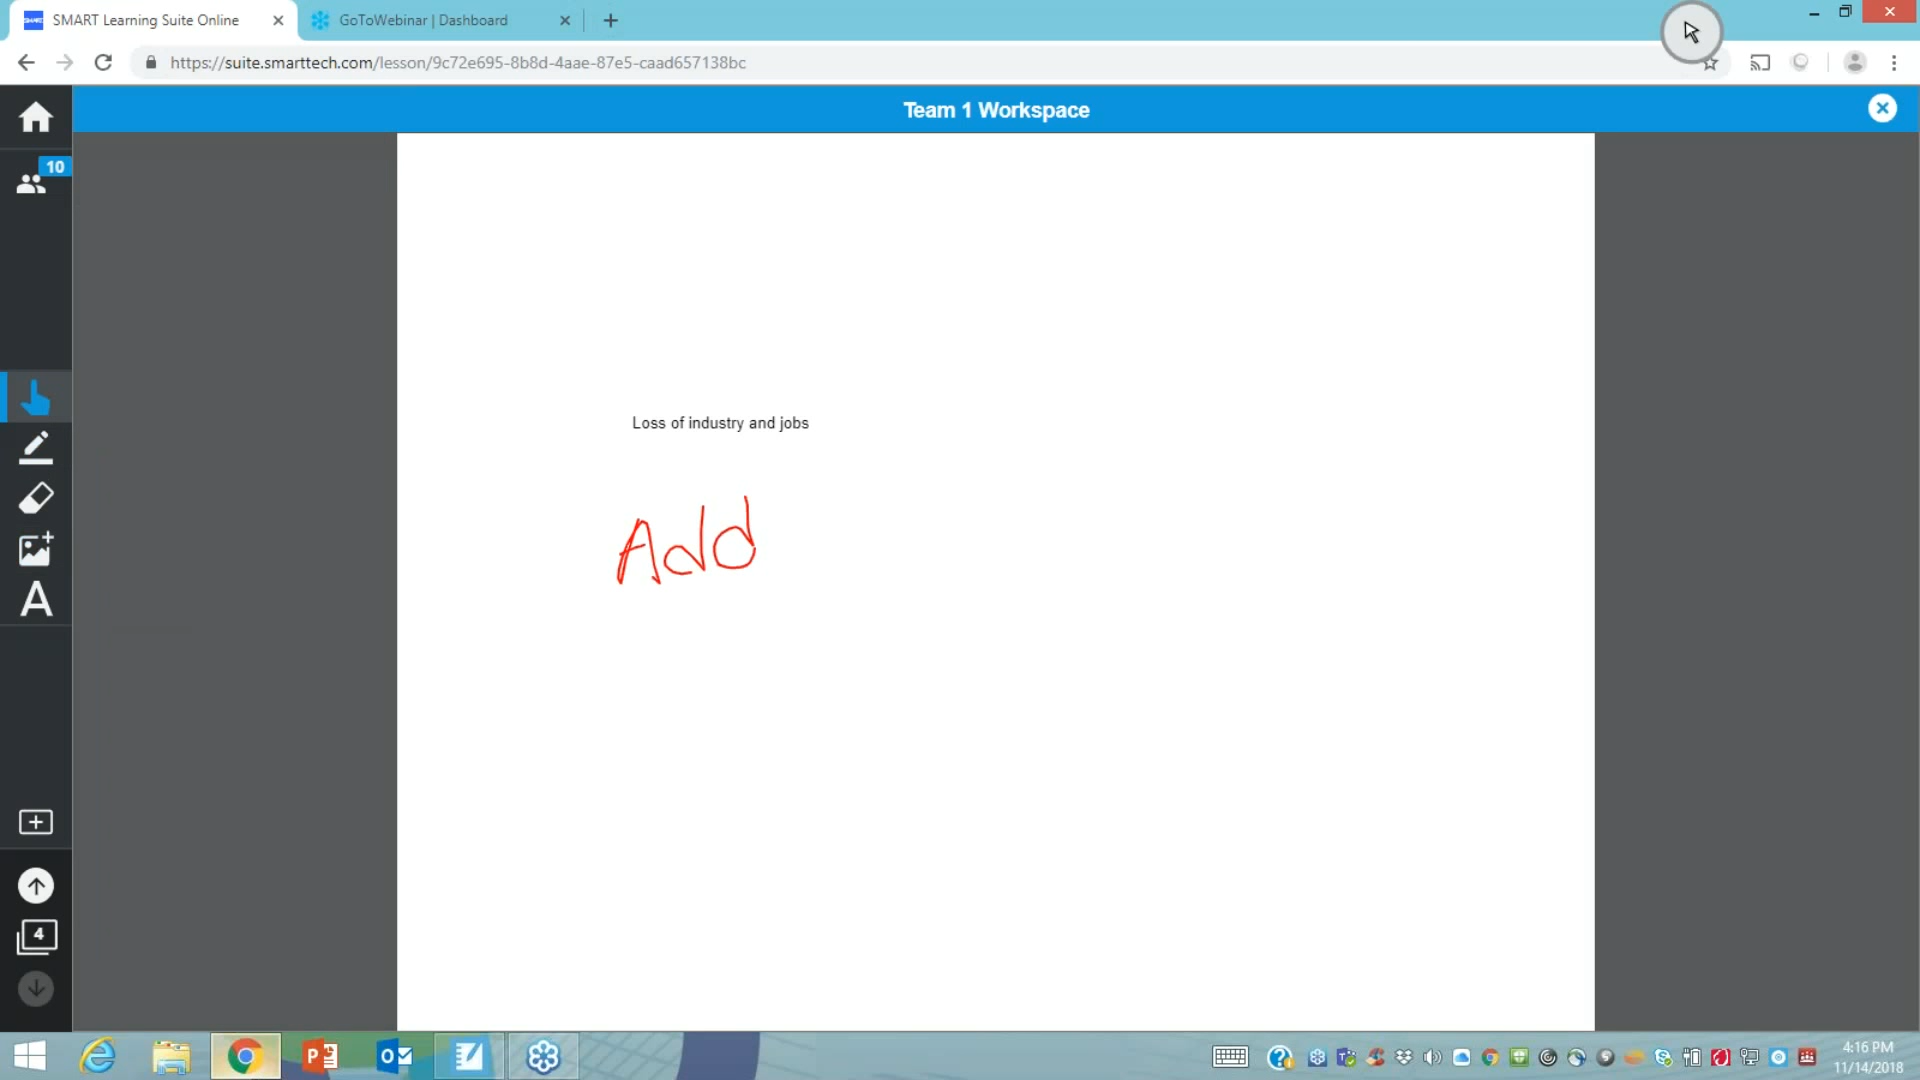 SMART Learning Suite Online
GoToWebinar | Dashboard
https://suite.smarttech.com/lesson/9c72e695-8b8d-4aae-87e5-caad657138bc
Team 1 Workspace
10
Loss of industry and jobs
Add
A
4
4:16 PM
11/14/2018